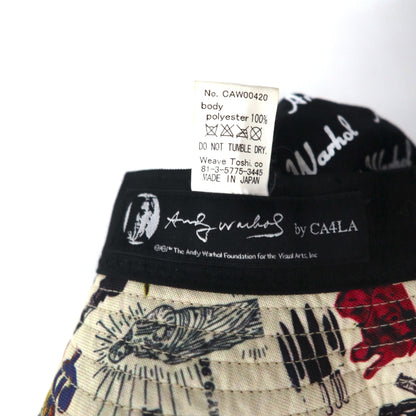 No. CAW00420
body
polyester 100%
DO NOT TUMBLE DRY.
Weave Toshi.co
81-3-5775-3445
MADE IN JAPAN
Warhol
Andy Warhol by CA4LA
©/®/™ The Andy Warhol Foundation for the Visual Arts, Inc